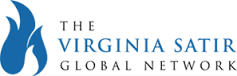 THE
VIRGINIA SATIR
GLOBAL NETWORK